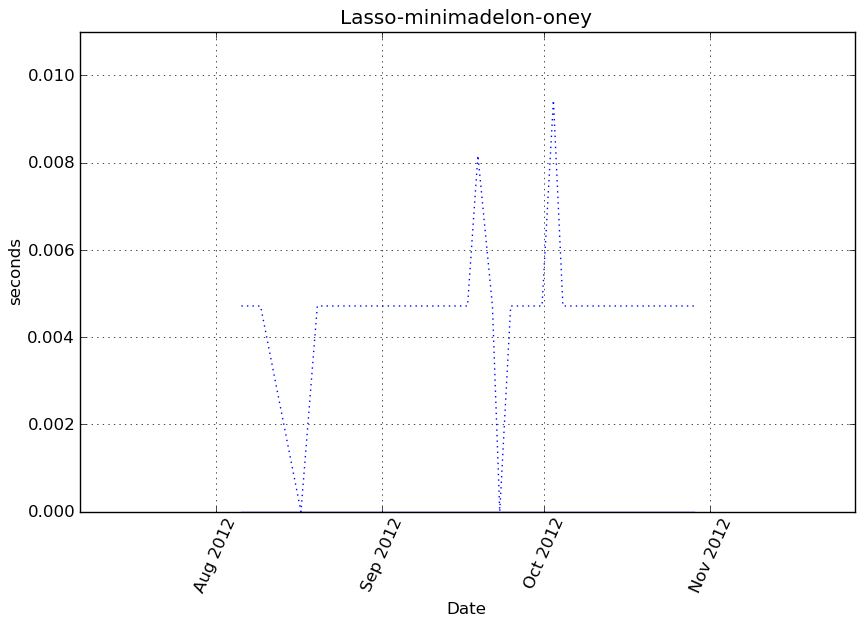 Lasso-minimadelon-oney
0.010
0.008
0.006
0.004
0.002
0.000
seconds
Aug 2012
Sep 2012
Oct 2012
Nov 2012
Date